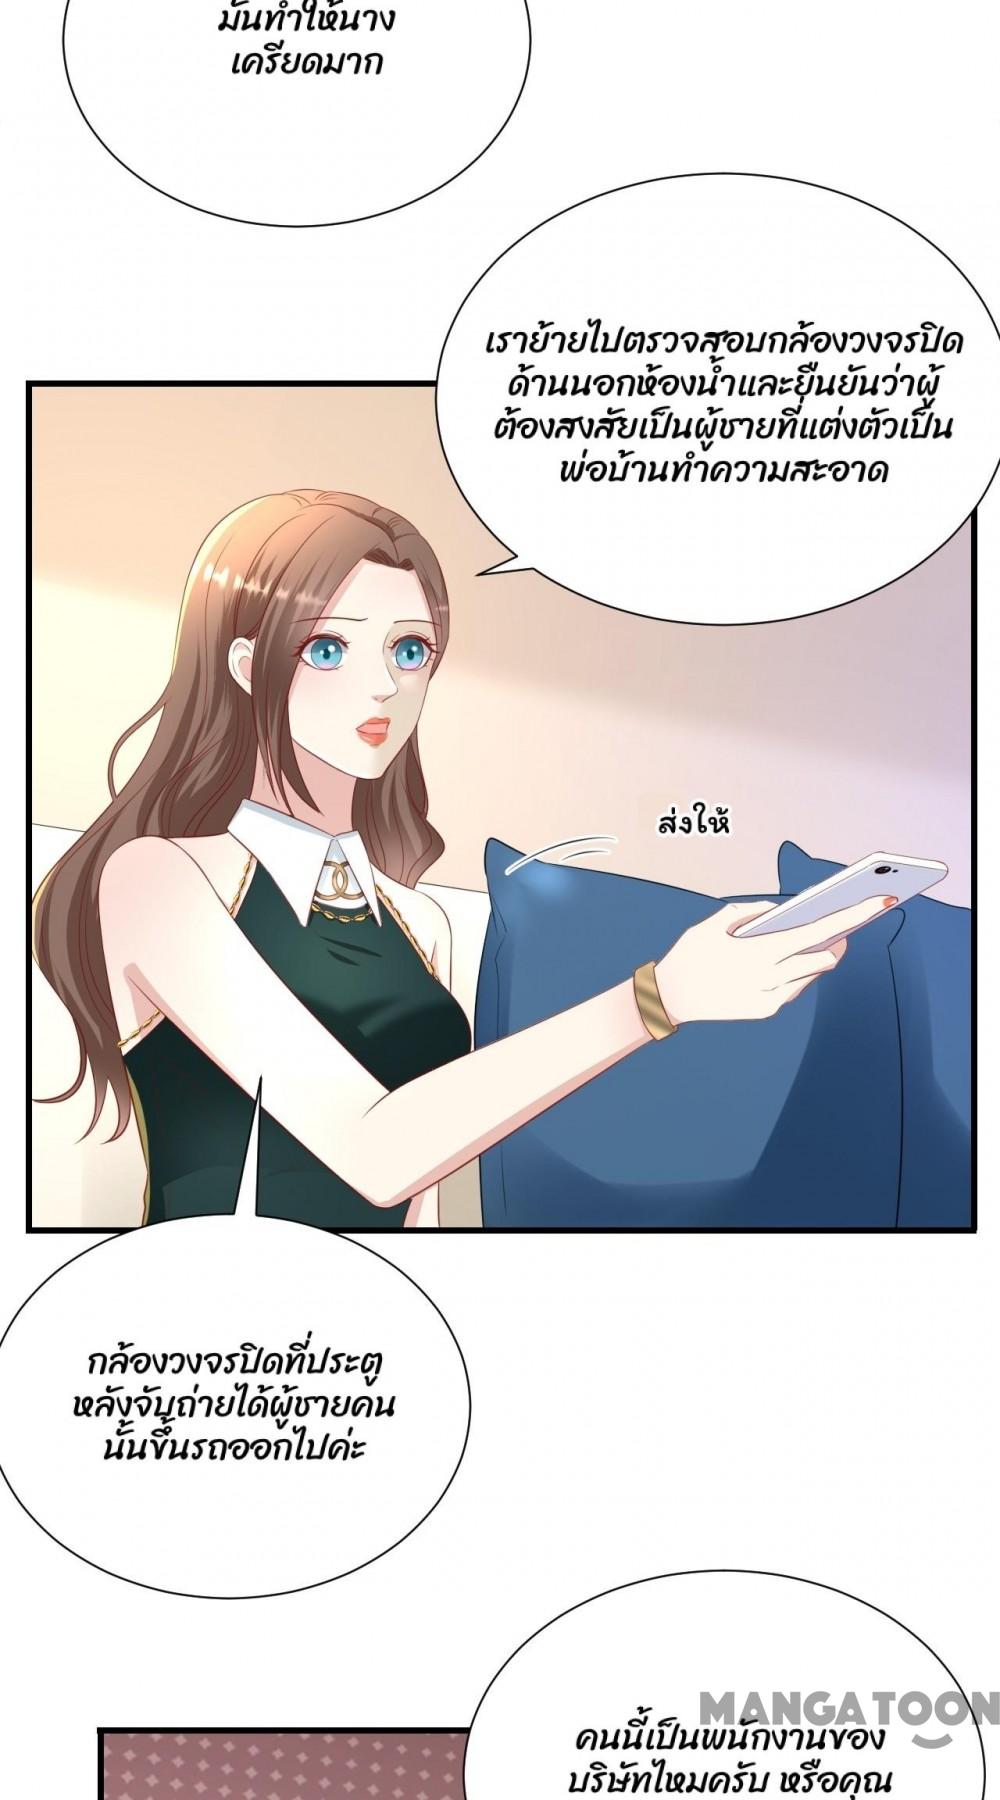 มันทำให้นาง
เครียดมาก
เราย้ายไปตรวจสอบกล้องวงจรปิด
ด้านนอกห้องน้ำและยืนยันว่าผู้
ต้องสงสัยเป็นผู้ชายที่แต่งตัวเป็น
พ่อบ้านทำความสะอาด
ส่งให้
กล้องวงจรปิดที่ประตู
หลังจับถ่ายได้ผู้ชายคน
นั้นขึ้นรถออกไปค่ะ
MANGATOON
คนนี้เป็นพนักงานของ
บริษัทไหมครับ หรือคุณ